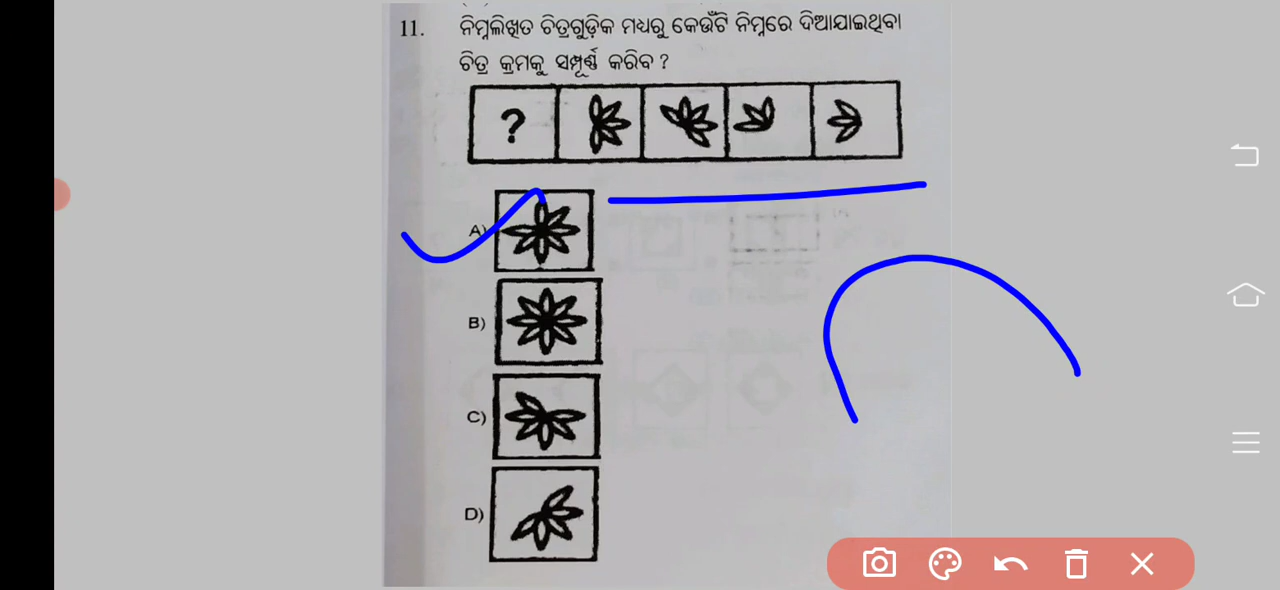 11. ନିମ୍ନଲିଖିତ ଚିତ୍ରଗୁଡ଼ିକ ମଧ୍ୟରୁ କେଉଁଟି ନିମ୍ନରେ ଦିଆଯାଇଥିବା
ଚିତ୍ର କ୍ରମକୁ ସମ୍ପୂର୍ଣ୍ଣ କରିବ ?
?
A)
B)
C)
D)